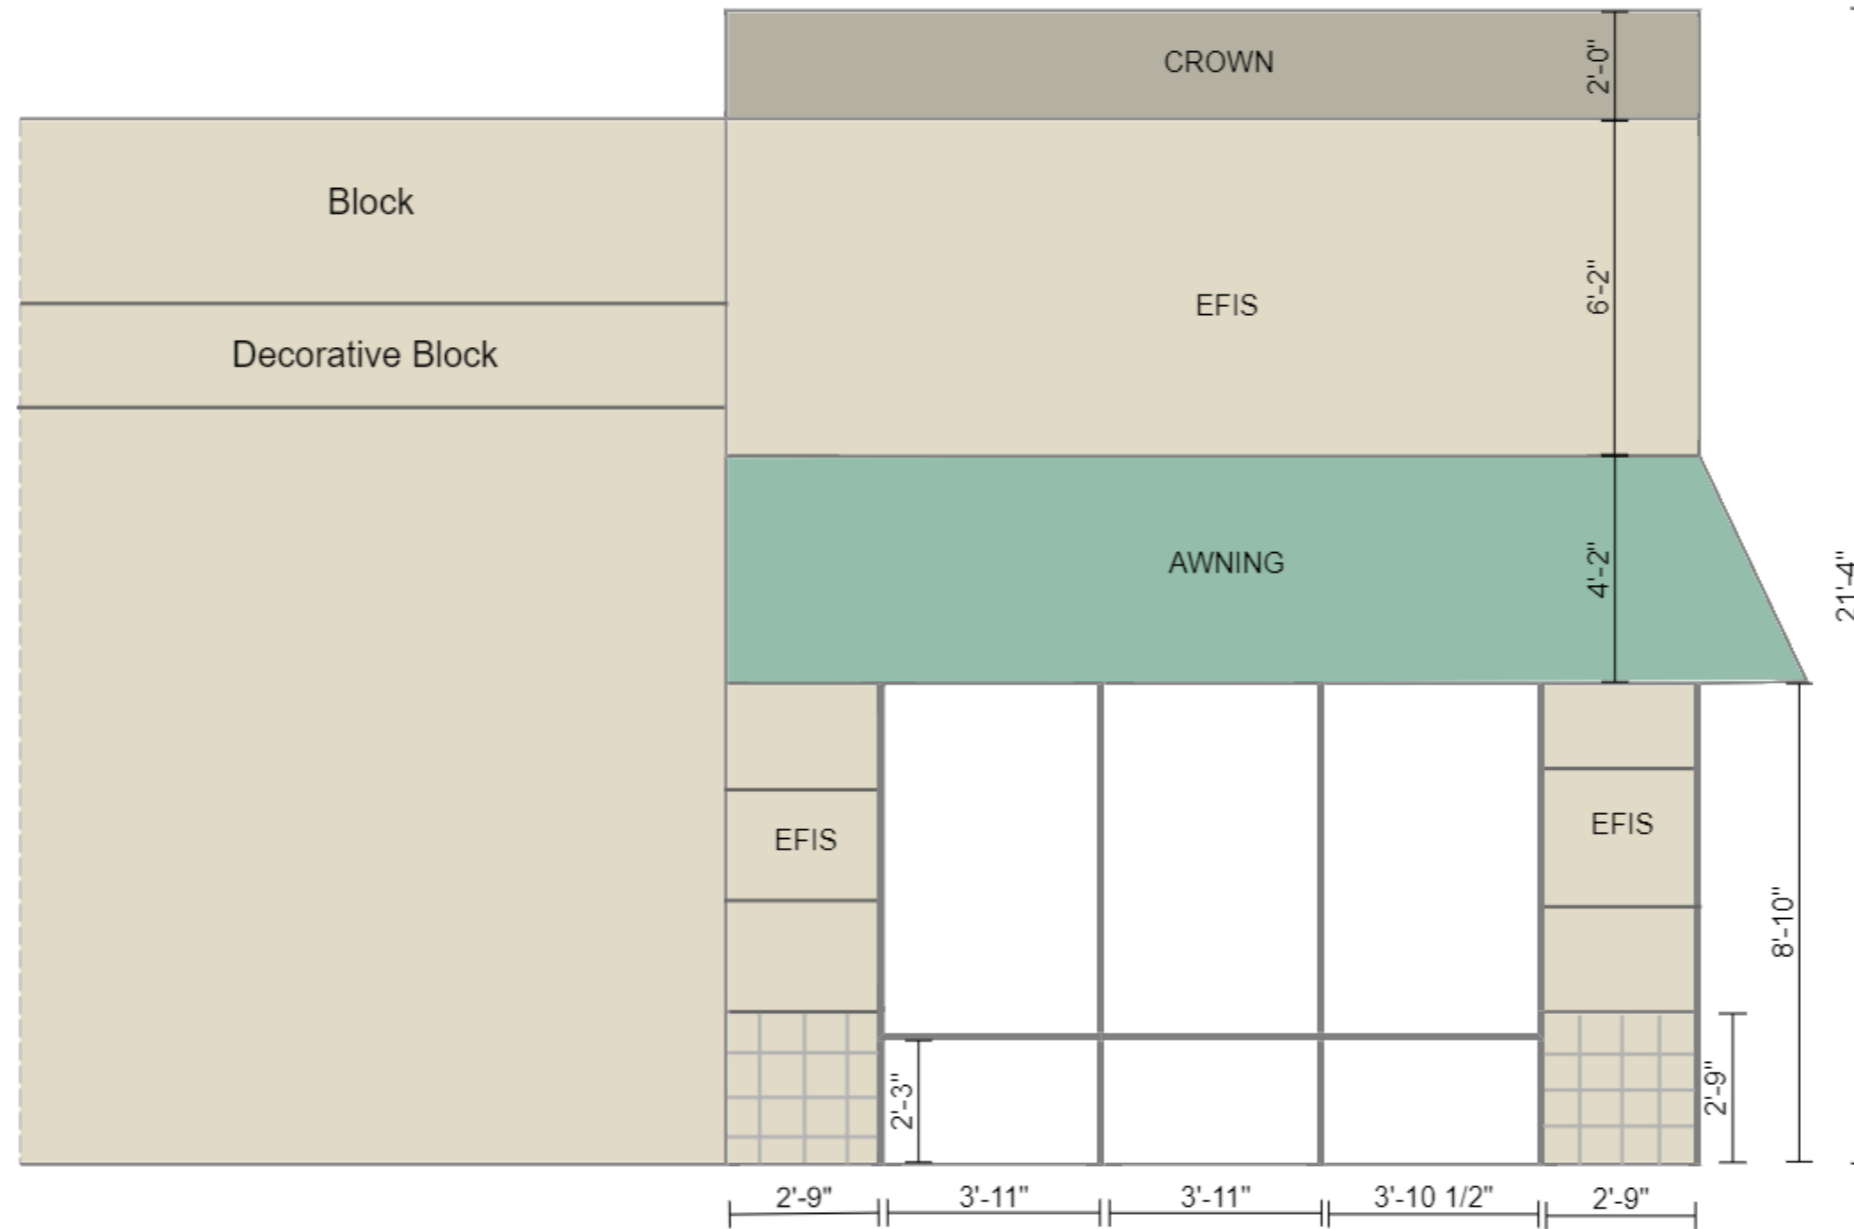 CROWN
2'-0"
Block
EFIS
6'-2"
Decorative Block
AWNING
4'-2"
21'-4"
EFIS
EFIS
8'-10"
2'-3"
2'-9"
2'-9"
3'-11"
3'-11"
3'-10 1/2"
2'-9"